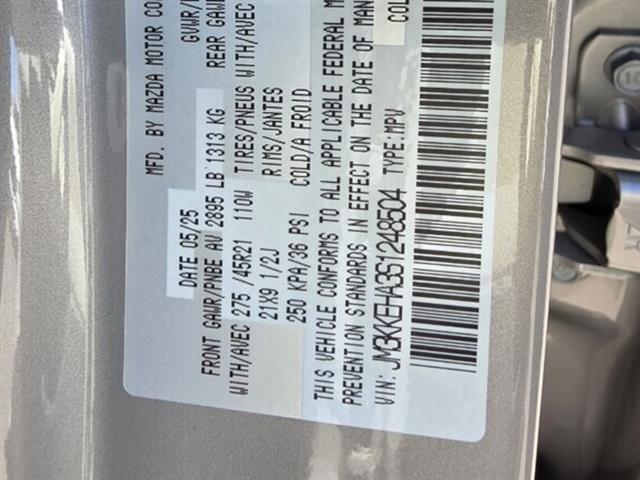 MFD. BY MAZDA MOTOR CO
DATE 05/25 GVWR/
FRONT GAWR/PNBE AV 2895 LB 1313 KG REAR GAW
WITH/AVEC 275 /45R21 110W TIRES/PNEUS WITH/AVEC
21X9 1/2J RIMS/JANTES
250 KPA/36 PSI COLD/A FROID
THIS VEHICLE CONFORMS TO ALL APPLICABLE FEDERAL M
PREVENTION STANDARDS IN EFFECT ON THE DATE OF MAN
VIN: JM3KKEHA3S1248504 TYPE:MPV
COL